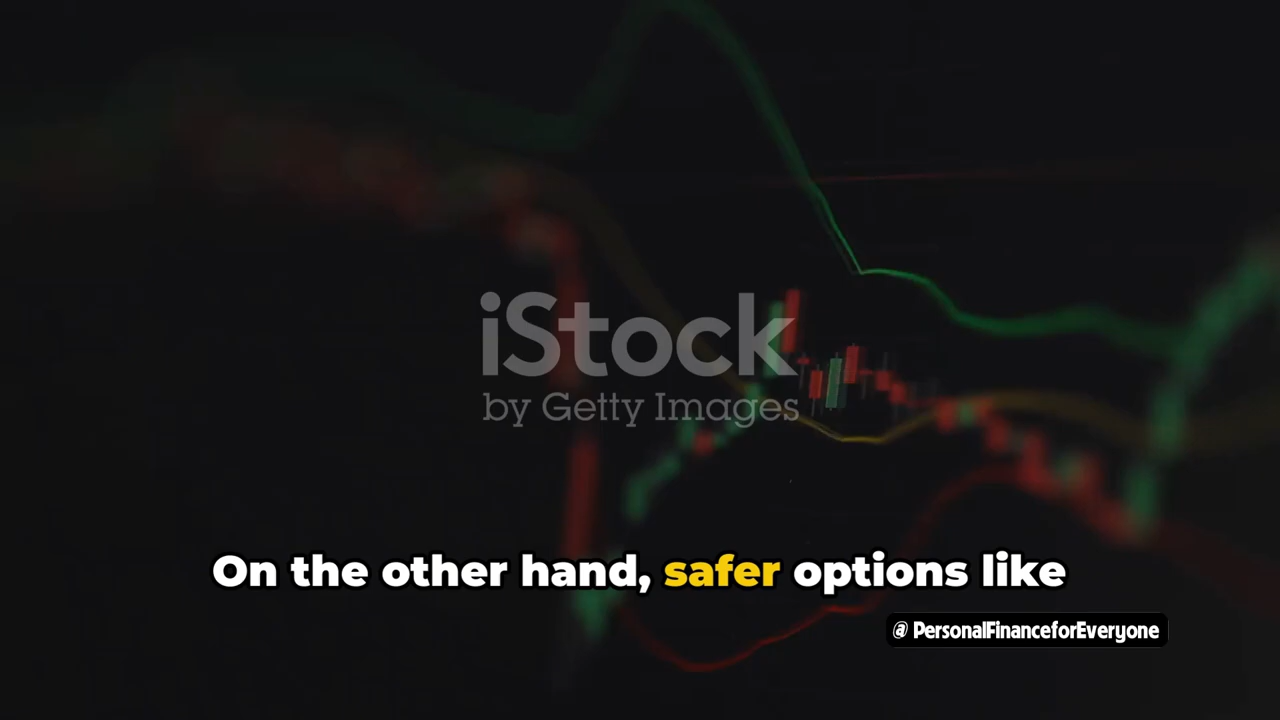 iStock
by Getty Images
On the other hand, safer options like
@ PersonalFinanceforEveryone